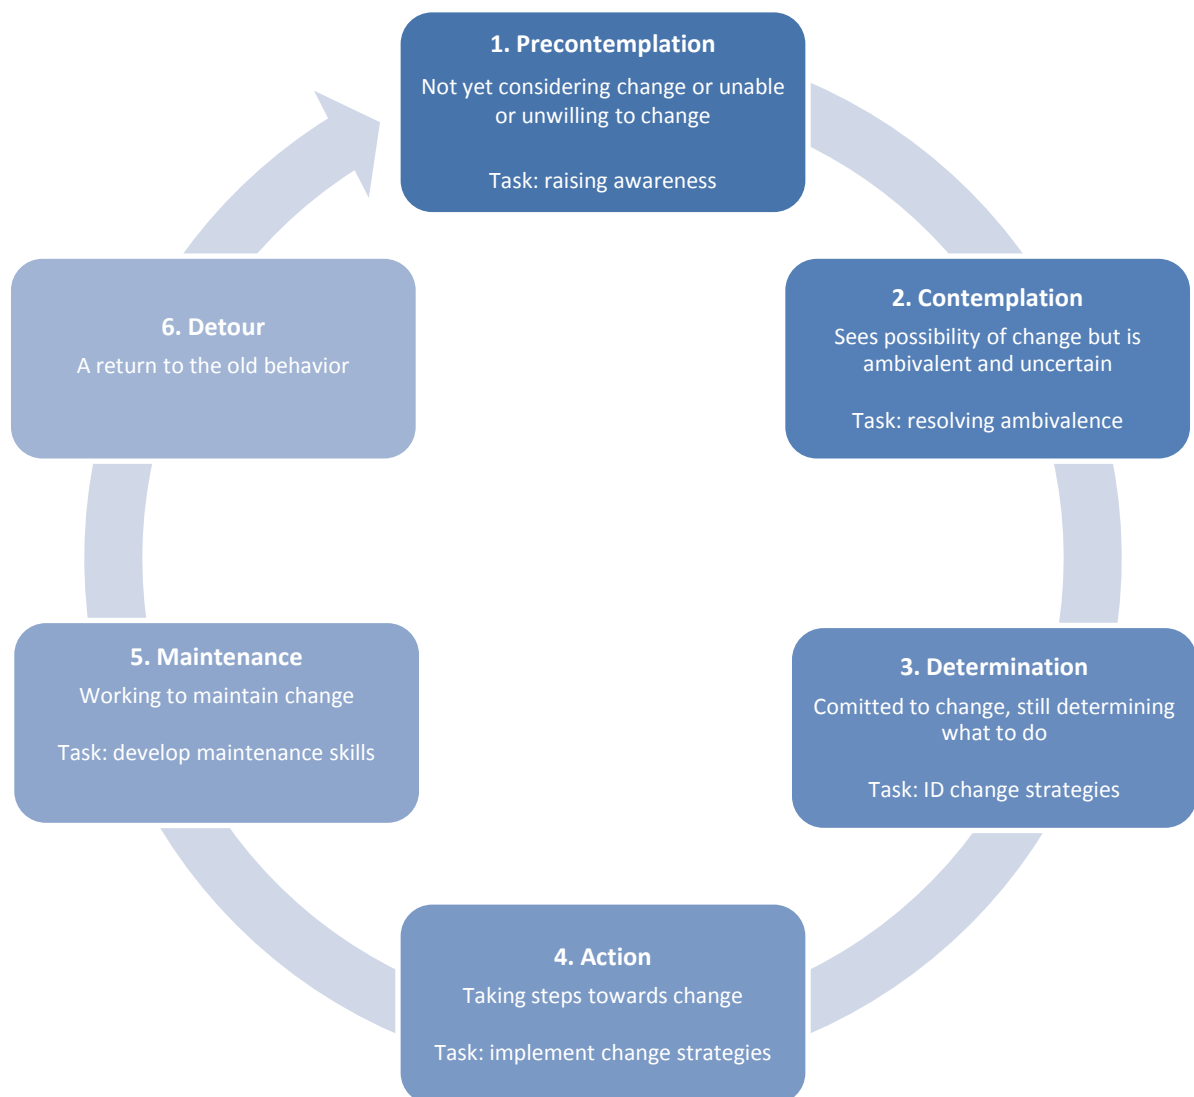 1. Precontemplation
Not yet considering change or unable
or unwilling to change
Task: raising awareness
2. Contemplation
Sees possibility of change but is
ambivalent and uncertain
Task: resolving ambivalence
3. Determination
Comitted to change, still determining
what to do
Task: ID change strategies
4. Action
Taking steps towards change
Task: implement change strategies
5. Maintenance
Working to maintain change
Task: develop maintenance skills
6. Detour
A return to the old behavior